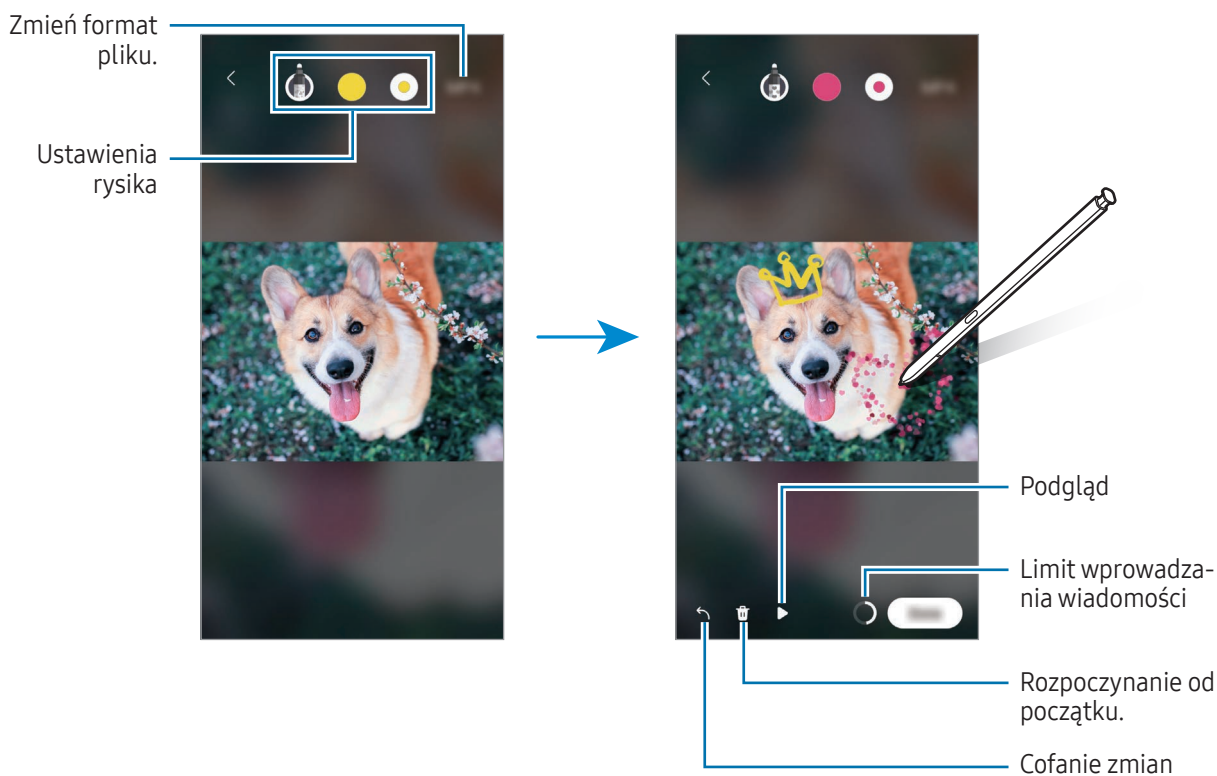 Zmień format
pliku.
Ustawienia
rysika
Podgląd
Limit wprowadza-
nia wiadomości
Rozpoczynanie od
początku.
Cofanie zmian